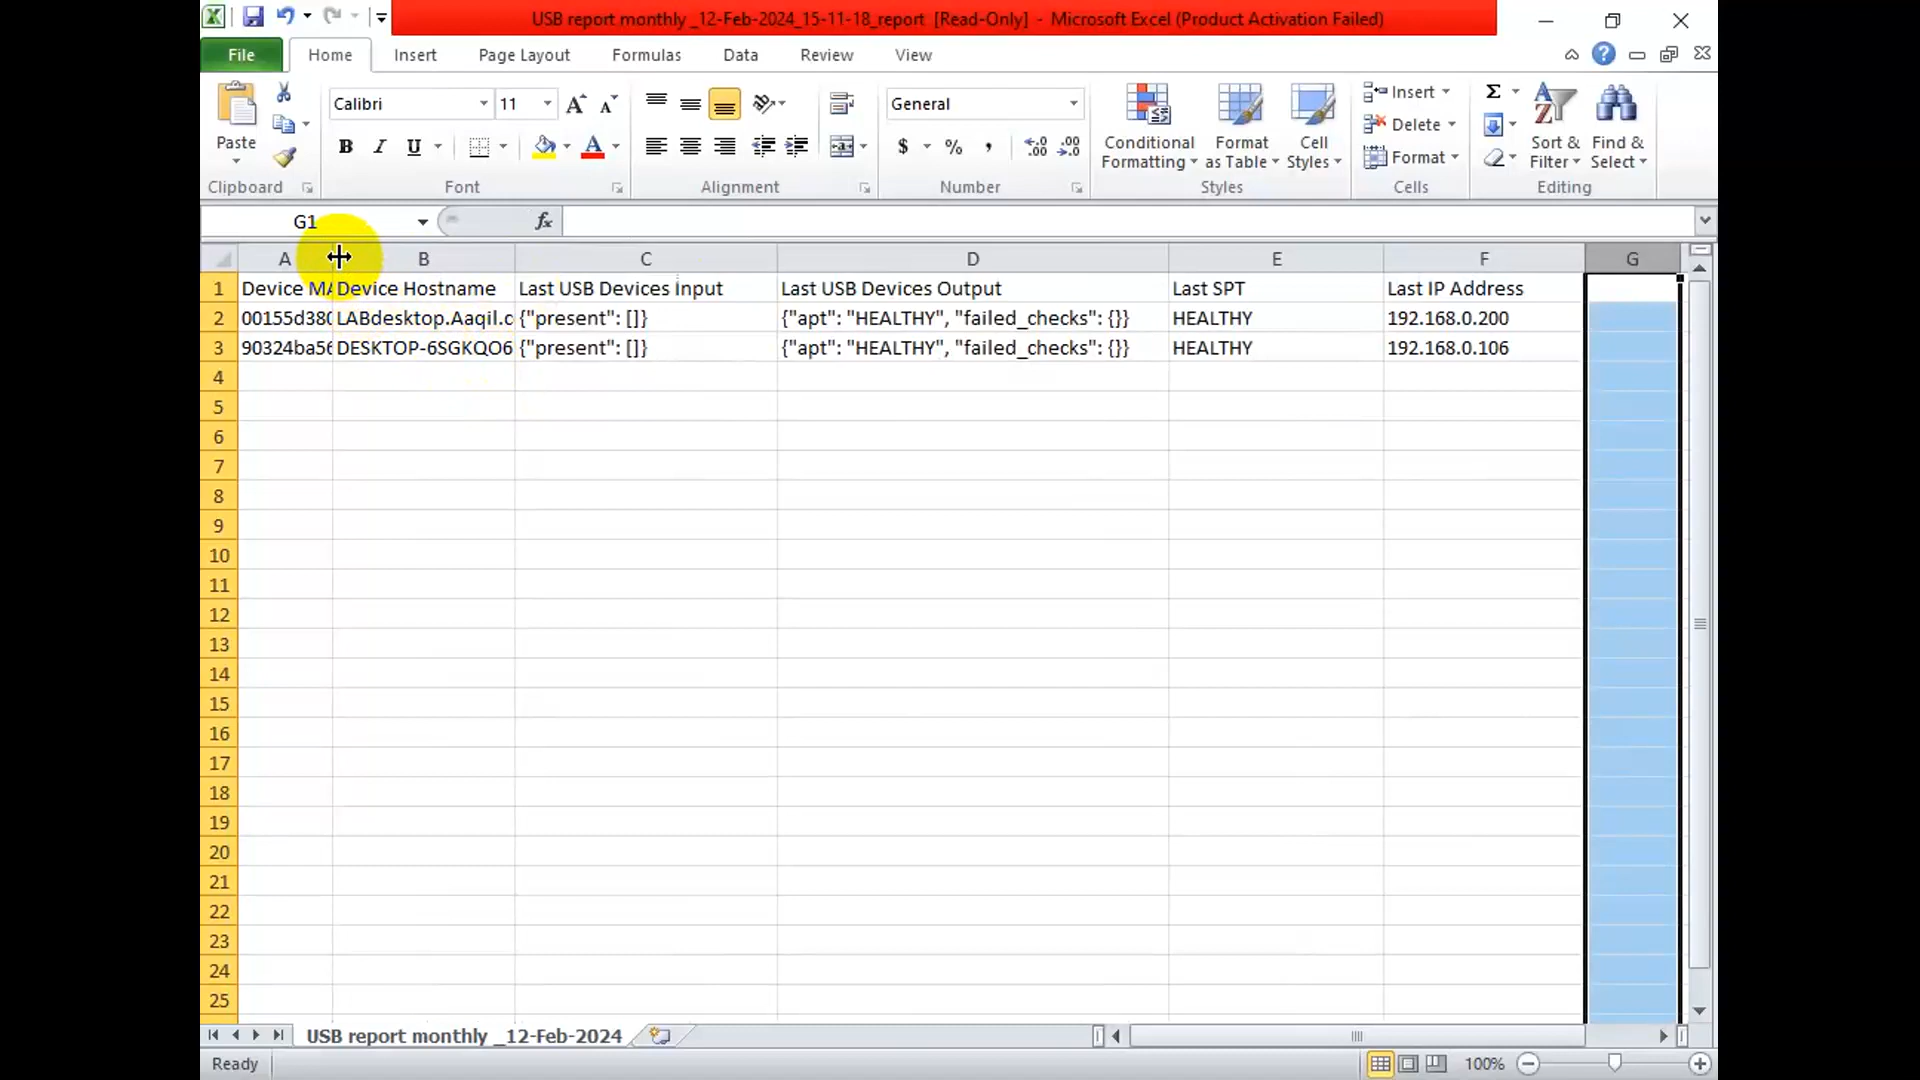 USB report monthly _12-Feb-2024_15-11-18_report [Read-Only] - Microsoft Excel (Product Activation Failed)
File Home Insert Page Layout Formulas Data Review View
Paste
Clipboard
Calibri 11
B I U A
Font
Alignment
General
$ % ,
Number
Conditional Formatting
Format as Table
Cell Styles
Styles
Insert
Delete
Format
Cells
Σ
Sort & Filter
Find & Select
Editing
G1 fx
A B C D E F G
1 Device MA Device Hostname Last USB Devices Input Last USB Devices Output Last SPT Last IP Address
2 00155d380 LABdesktop.Aaqil.c {"present": []} {"apt": "HEALTHY", "failed_checks": {}} HEALTHY 192.168.0.200
3 90324ba56 DESKTOP-6SGKQO6 {"present": []} {"apt": "HEALTHY", "failed_checks": {}} HEALTHY 192.168.0.106
4
5
6
7
8
9
10
11
12
13
14
15
16
17
18
19
20
21
22
23
24
25
USB report monthly _12-Feb-2024
Ready 100%